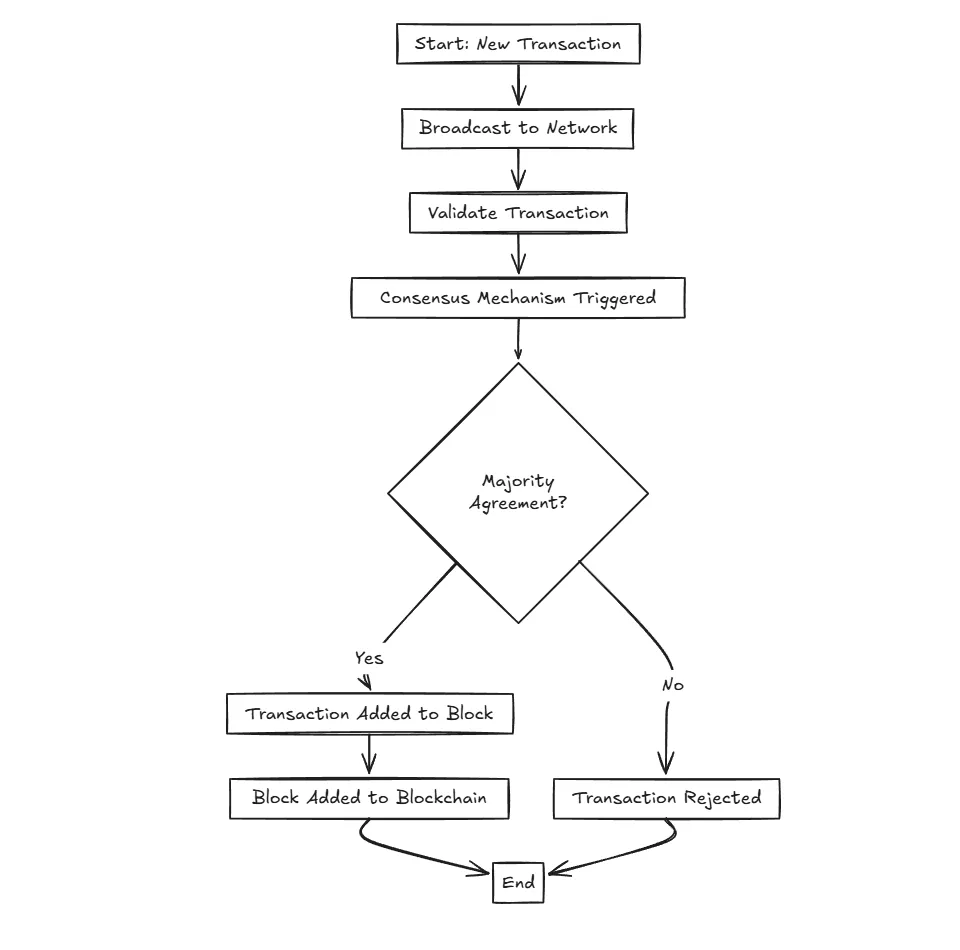 Start: New Transaction
Broadcast to Network
Validate Transaction
Consensus Mechanism Triggered
Majority
Agreement?
Yes
No
Transaction Added to Block
Block Added to Blockchain
Transaction Rejected
End